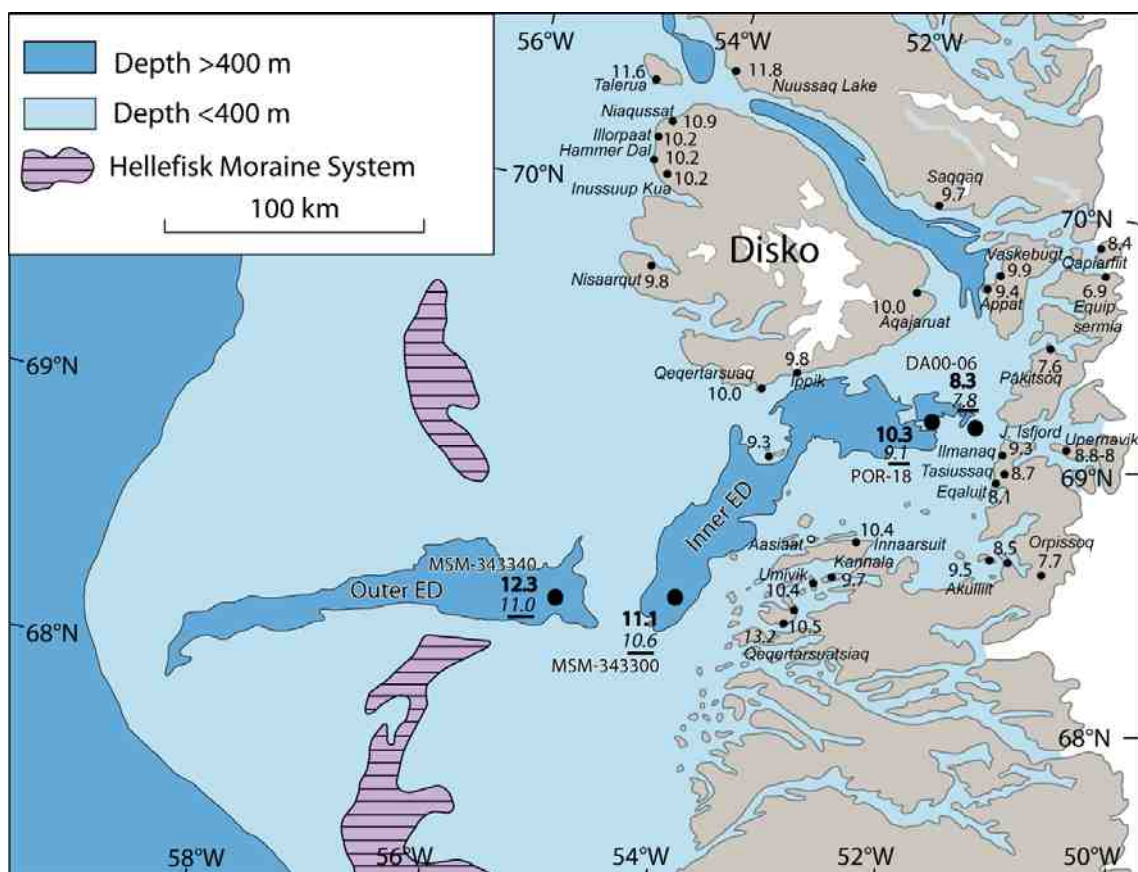 Depth >400 m
Depth <400 m
Hellefisk Moraine System
100 km
56°W
54°W
52°W
11.6
Talerua
11.8
Nuussaq Lake
Niaqussat
10.9
Illorpaat
10.2
Hammer Dal
10.2
Inussuup Kua
10.2
70°N
Saqqaq
9.7
70°N
Disko
Vaskebugt
9.9
8.4
Qapiarfiit
Nisaarqut
9.8
9.4
Appat
6.9
Equip
sermia
10.0
Aqajaruat
69°N
DA00-06
8.3
7.8
7.6
Pâkitsoq
Qeqertarsuaq
10.0
9.8
Ippik
9.3
10.3
9.1
POR-18
J. Isfjord
Upernavik
Ilmanaq
9.3
8.8-8
Tasiussaq
8.7
Eqaluit
8.1
69°N
Inner ED
Aasiaat
10.4
Innaarsuit
Orpissoq
8.5
9.5
7.7
Akulliit
Kannala
9.7
Umivik
10.4
13.2
10.5
Qeqertarsuatsiaq
MSM-343340
12.3
11.0
Outer ED
11.1
10.6
MSM-343300
68°N
68°N
58°W
56°W
54°W
52°W
50°W